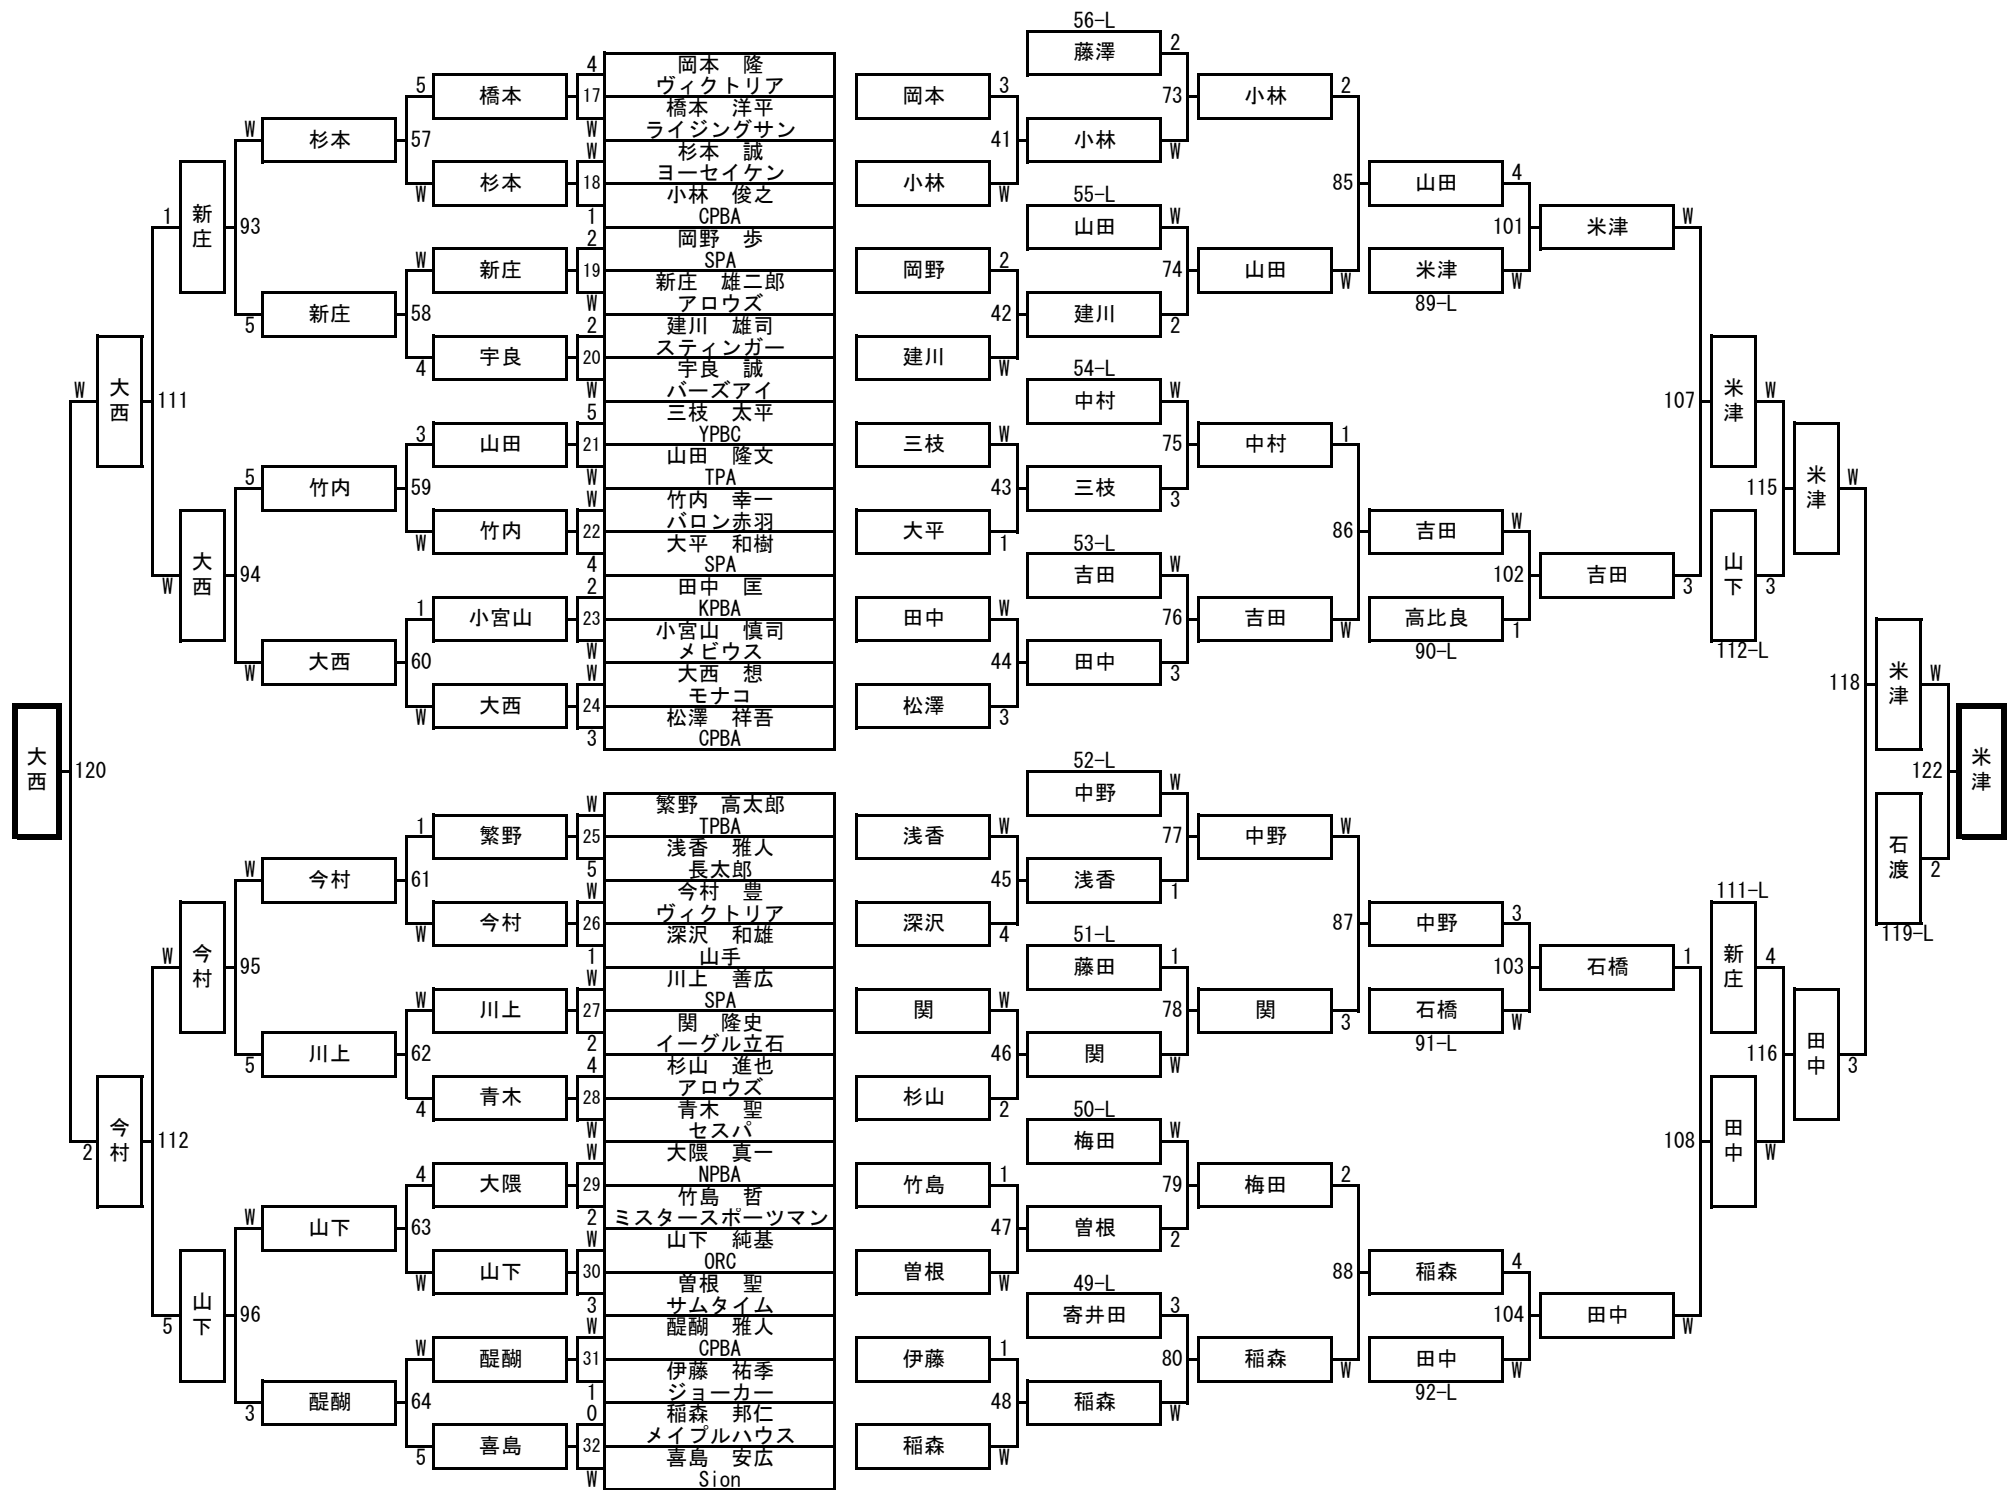 56-L
藤澤 2
4 岡本 隆
5 橋本 17 ヴィクトリア 岡本 3 73 小林 2
橋本 洋平
W 杉本 57 W ライジングサン 41 小林 W
W 杉本 誠
W 杉本 18 ヨーセイケン 小林 W 85 山田 4
小林 俊之 55-L
1 新庄 93 1 CPBA 山田 W 101 米津 W
2 岡野 歩
W 新庄 19 SPA 岡野 2 74 山田 W 米津 W
新庄 雄二郎 89-L
5 新庄 58 W アロウズ 42 建川 2
2 建川 雄司
4 宇良 20 スティンガー 建川 W
宇良 誠 54-L
W 大西 111 W バーズアイ 中村 W 107 米津 W
5 三枝 太平
3 山田 21 YPBC 三枝 W 75 中村 1
山田 隆文
5 竹内 59 W TPA 43 三枝 3 115 米津 W
W 竹内 幸一
W 竹内 22 バロン赤羽 大平 1 86 吉田 W
大平 和樹 53-L
W 大西 94 4 SPA 吉田 W 102 吉田 3 山下 3
2 田中 匡
1 小宮山 23 KPBA 田中 W 76 吉田 W 高比良 1
小宮山 慎司 90-L 112-L
W 大西 60 W メビウス 44 田中 3 118 米津 W
W 大西 想
W 大西 24 モナコ 松澤 3
松澤 祥吾
3 CPBA
52-L
大西 120 中野 W 122 米津
W 繁野 高太郎
1 繁野 25 TPBA 浅香 W 77 中野 W
浅香 雅人
W 今村 61 5 長太郎 45 浅香 1 石渡 2
W 今村 豊 111-L
W 今村 26 ヴィクトリア 深沢 4 87 中野 3
深沢 和雄 51-L 119-L
W 今村 95 1 山手 藤田 1 103 石橋 1 新庄 4
W 川上 善広
W 川上 27 SPA 関 W 78 関 3 石橋 W
関 隆史 91-L
5 川上 62 2 イーグル立石 46 関 W 116 田中 3
4 杉山 進也
4 青木 28 アロウズ 杉山 2
青木 聖 50-L
2 今村 112 W セスパ 梅田 W 108 田中 W
W 大隈 真一
4 大隈 29 NPBA 竹島 1 79 梅田 2
竹島 哲
W 山下 63 2 ミスタースポーツマン 47 曽根 2
W 山下 純基
W 山下 30 ORC 曽根 W 88 稲森 4
曽根 聖 49-L
5 山下 96 3 サムタイム 寄井田 3 104 田中 W
W 醍醐 雅人
W 醍醐 31 CPBA 伊藤 1 80 稲森 W 田中 W
伊藤 祐季 92-L
3 醍醐 64 1 ジョーカー 48 稲森 W
0 稲森 邦仁
5 喜島 32 メイプルハウス 稲森 W
喜島 安広
W Sion